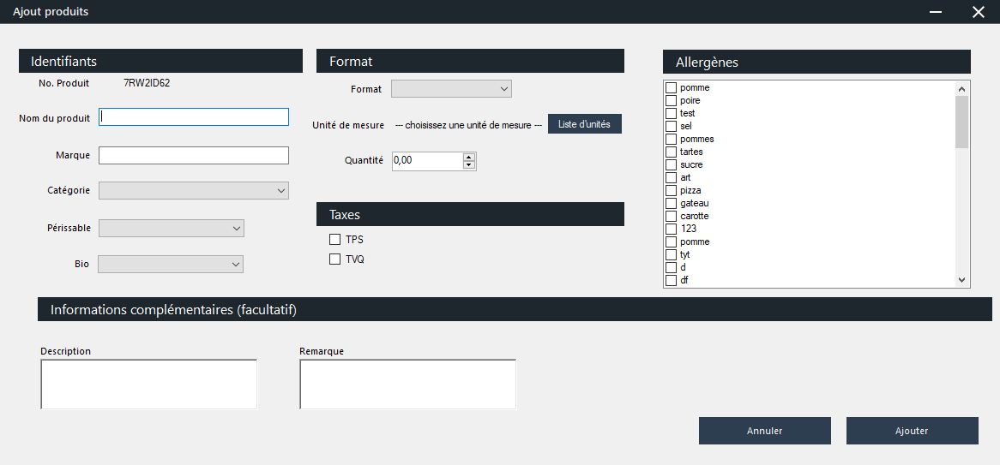 Ajout produits
Identifiants
No. Produit 7RW2ID62
Nom du produit
Marque
Catégorie
Périssable
Bio
Format
Format
Unité de mesure --- choisissez une unité de mesure --- Liste d'unités
Quantité 0,00
Taxes
TPS
TVQ
Allergènes
pomme
poire
test
sel
pommes
tartes
sucre
art
pizza
gateau
carotte
123
pomme
tyt
d
df
Informations complémentaires (facultatif)
Description
Remarque
Annuler
Ajouter